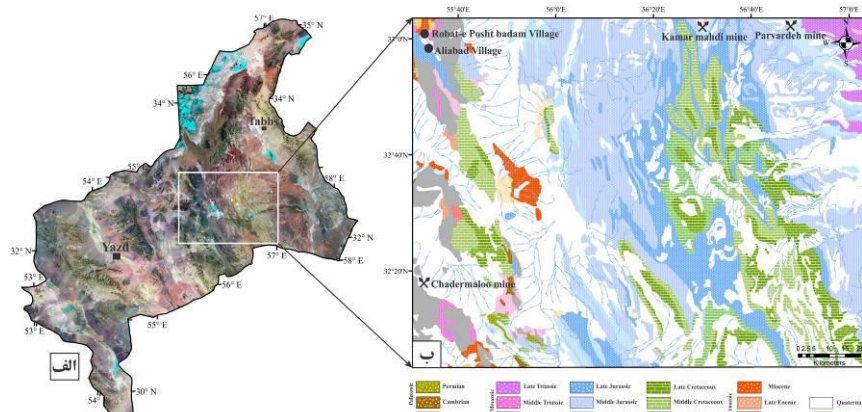 57° E
35° N
56° E
34° N
34° N
Tabbs
55° E
54° E
58° E
32° N
Yazd
32° N
53° E
57° E
58° E
56° E
55° E
53° E
الف
54°
30° N
55°40'E
56°0'E
56°20'E
56°40'E
57°0'E
Robat-e Posht badam Village
Aliabad Village
Kamar mahdi mine
Parvardeh mine
N
W
S
32°40'E
32°20'E
Chadermaloo mine
ب
Kilometers
Permian
Late Triassic
Late Jurassic
Late Cretaceous
Miocene
Cambrian
Middle Triassic
Middle Jurassic
Middle Cretaceous
Late Eocene